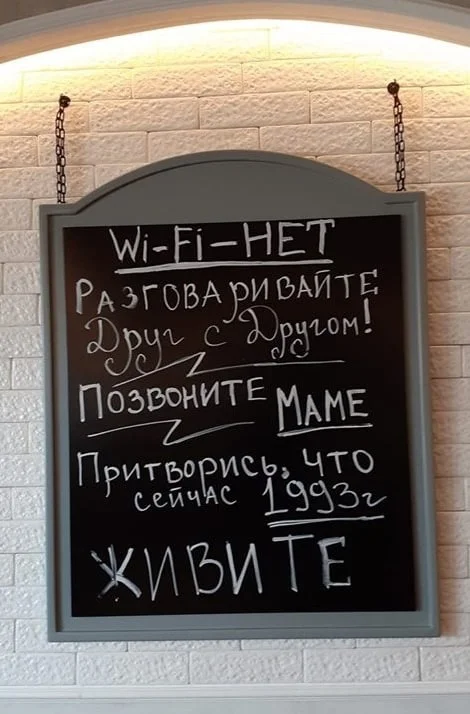 Wi-Fi-НЕТ
РАЗГОВАРИВАЙТЕ
Друг с Другом!
ПОЗВОНИТЕ МАМЕ
Притворись, что
сейчас 1993г
ЖИВИТЕ